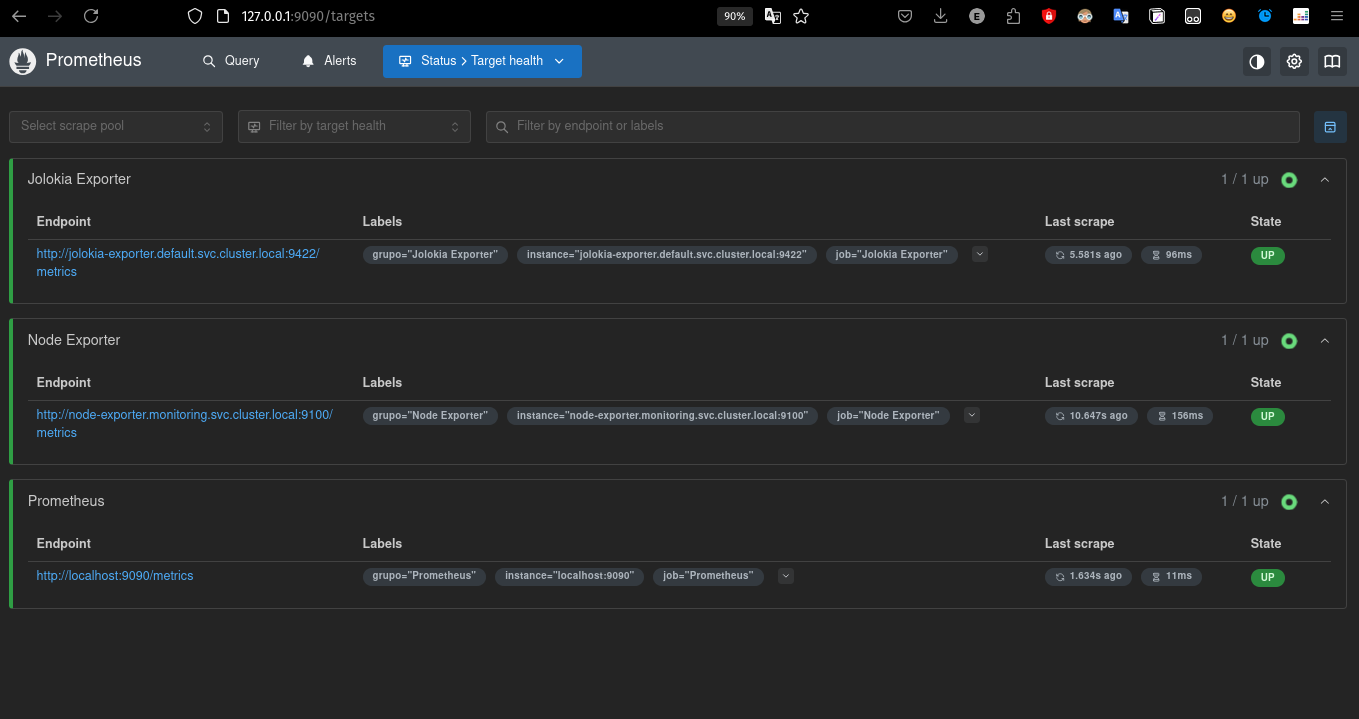 127.0.0.1:9090/targets
90%
Prometheus
Query
Alerts
Status > Target health
Select scrape pool
Filter by target health
Filter by endpoint or labels
Jolokia Exporter
1 / 1 up
Endpoint Labels Last scrape State
http://jolokia-exporter.default.svc.cluster.local:9422/
metrics
grupo="Jolokia Exporter" instance="jolokia-exporter.default.svc.cluster.local:9422" job="Jolokia Exporter"
5.581s ago 96ms UP
Node Exporter
1 / 1 up
Endpoint Labels Last scrape State
http://node-exporter.monitoring.svc.cluster.local:9100/
metrics
grupo="Node Exporter" instance="node-exporter.monitoring.svc.cluster.local:9100" job="Node Exporter"
10.647s ago 156ms UP
Prometheus
1 / 1 up
Endpoint Labels Last scrape State
http://localhost:9090/metrics
grupo="Prometheus" instance="localhost:9090" job="Prometheus"
1.634s ago 11ms UP